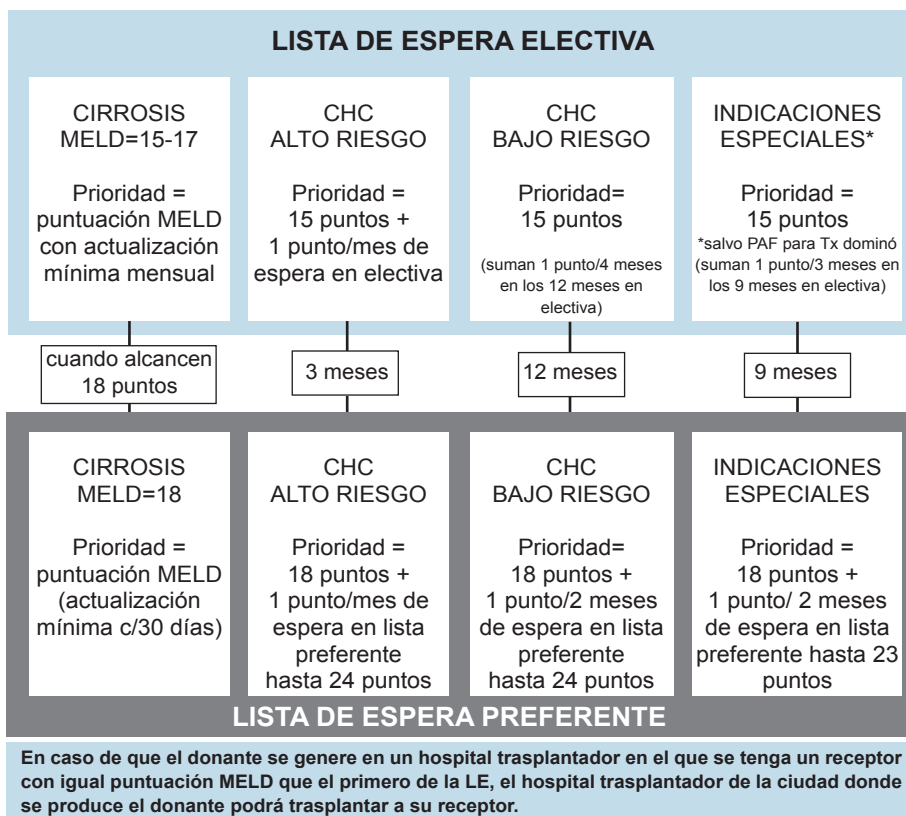 LISTA DE ESPERA ELECTIVA
CIRROSIS
MELD=15-17
Prioridad =
puntuación MELD
con actualización
mínima mensual
CHC
ALTO RIESGO
Prioridad =
15 puntos +
1 punto/mes de
espera en electiva
CHC
BAJO RIESGO
Prioridad=
15 puntos
(suman 1 punto/4 meses
en los 12 meses en
electiva)
INDICACIONES
ESPECIALES*
Prioridad =
15 puntos
*salvo PAF para Tx dominó
(suman 1 punto/3 meses en
los 9 meses en electiva)
cuando alcancen
18 puntos
3 meses
12 meses
9 meses
CIRROSIS
MELD=18
Prioridad =
puntuación MELD
(actualización
mínima c/30 días)
CHC
ALTO RIESGO
Prioridad =
18 puntos +
1 punto/mes de
espera en lista
preferente
hasta 24 puntos
CHC
BAJO RIESGO
Prioridad=
18 puntos +
1 punto/2 meses
de espera en lista
preferente
hasta 24 puntos
INDICACIONES
ESPECIALES
Prioridad =
18 puntos +
1 punto/ 2 meses
de espera en lista
preferente hasta 23
puntos
LISTA DE ESPERA PREFERENTE
En caso de que el donante se genere en un hospital trasplantador en el que se tenga un receptor
con igual puntuación MELD que el primero de la LE, el hospital trasplantador de la ciudad donde
se produce el donante podrá trasplantar a su receptor.